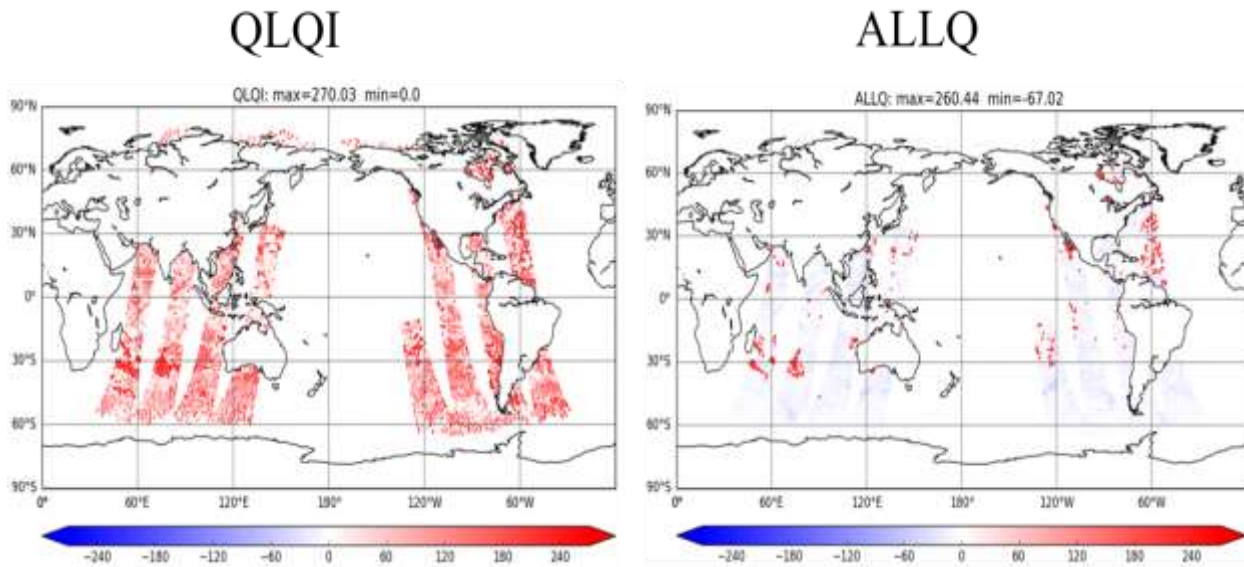 QLQI
ALLQ
QLQI: max=270.03 min=0.0
90°N
60°N
30°N
0°
30°S
60°S
90°S
0° 60°E 120°E 180° 120°W 60°W
−240 −180 −120 −60 0 60 120 180 240
ALLQ: max=260.44 min=-67.02
90°N
60°N
30°N
0°
30°S
60°S
90°S
0° 60°E 120°E 180° 120°W 60°W
−240 −180 −120 −60 0 60 120 180 240